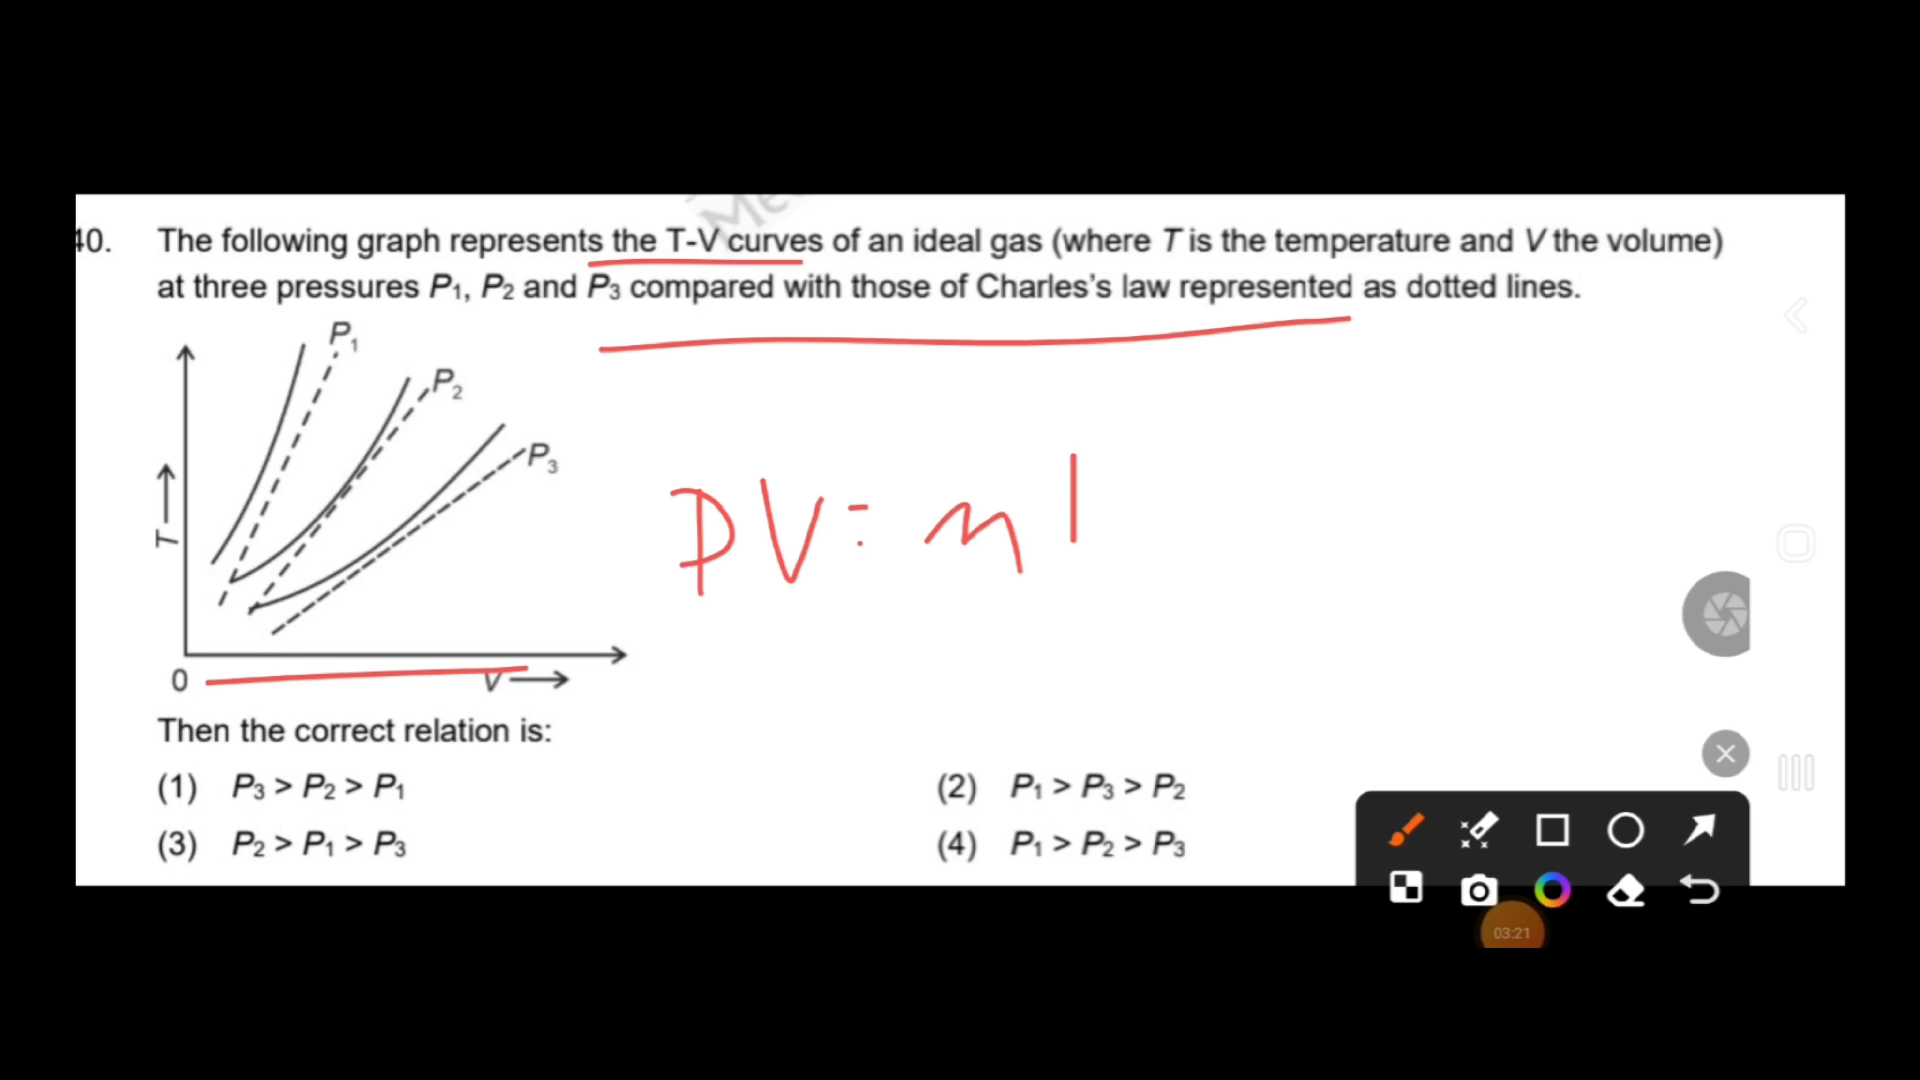 Me
40. The following graph represents the T-V curves of an ideal gas (where T is the temperature and V the volume)
at three pressures P₁, P₂ and P₃ compared with those of Charles’s law represented as dotted lines.
P₁
P₂
P₃
T
PV = n
0
V
Then the correct relation is:
(1) P₃ > P₂ > P₁
(2) P₁ > P₃ > P₂
(3) P₂ > P₁ > P₃
(4) P₁ > P₂ > P₃
03:21